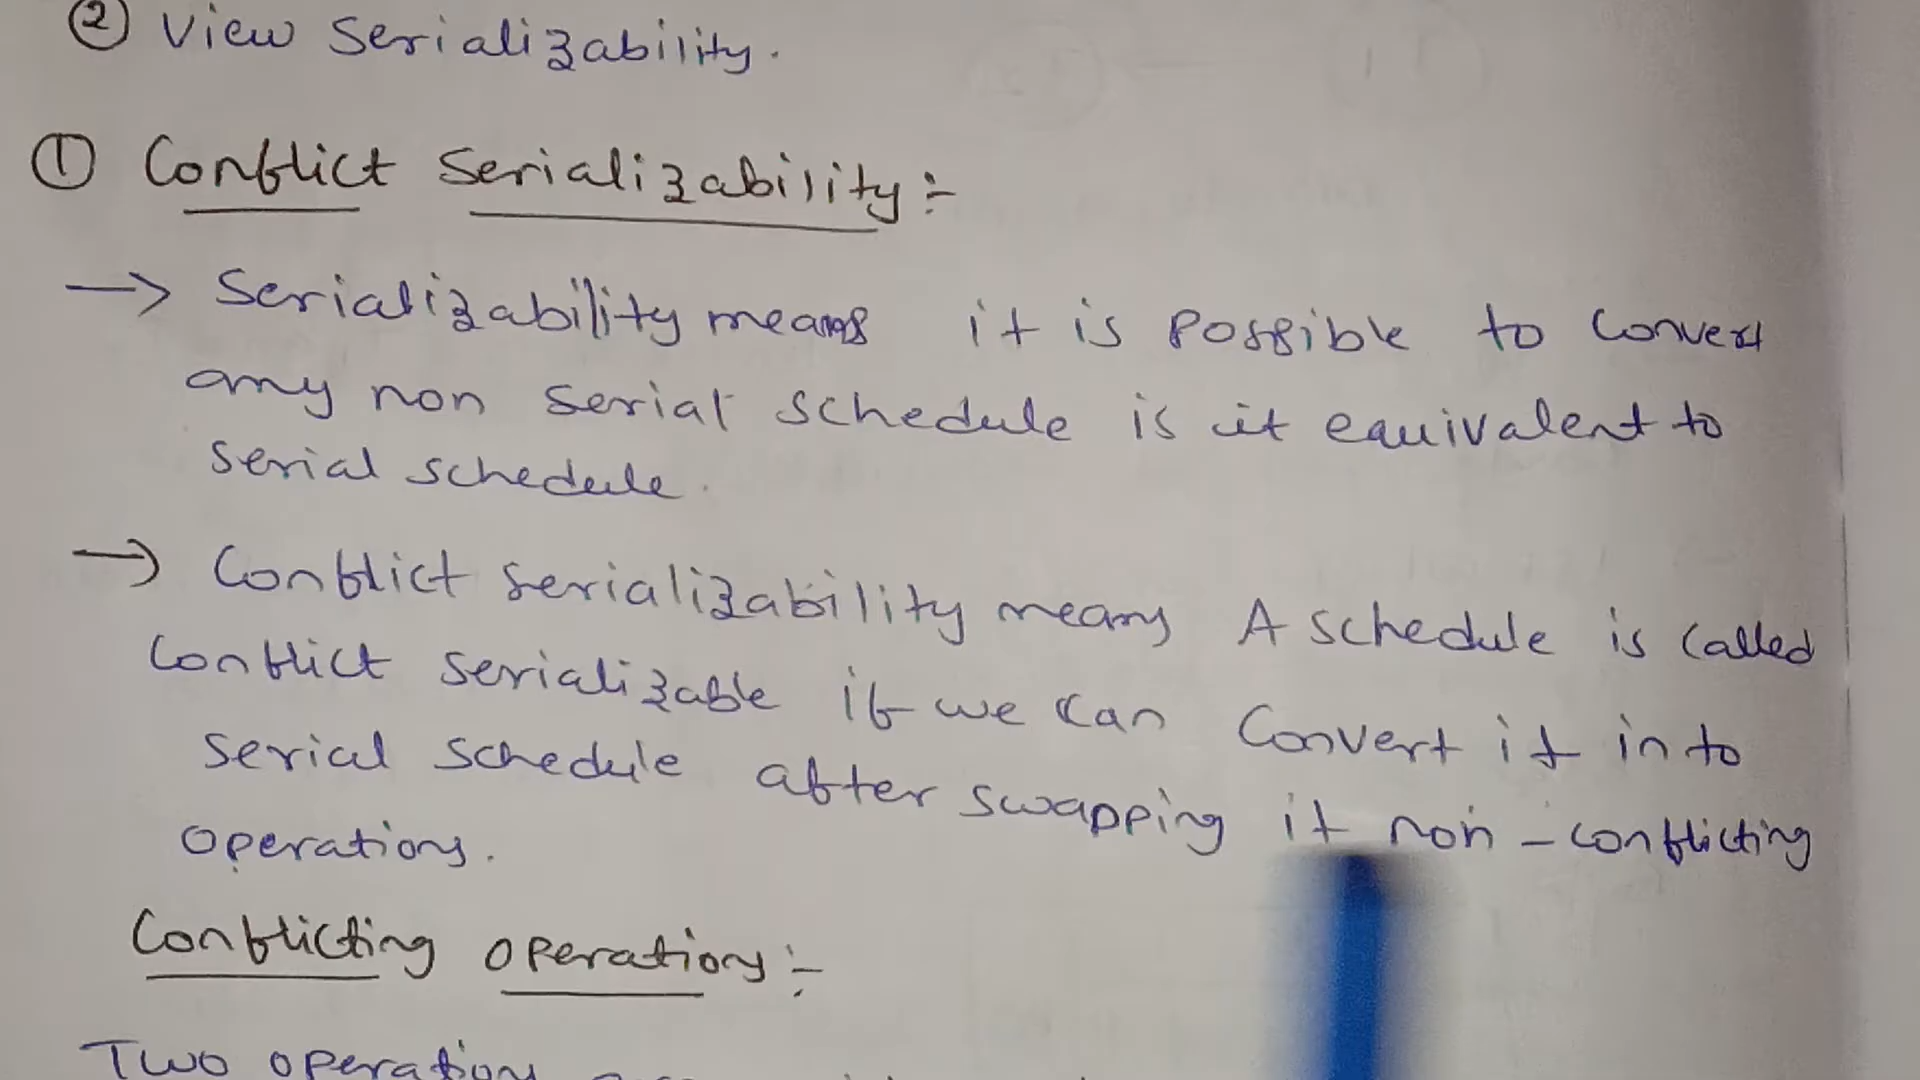 ② View Serializability.
① Conflict Serializability :-
→ Serializability means it is possible to convert
any non serial schedule is it equivalent to
serial schedule.
→ Conflict serializability means A schedule is called
conflict serializable if we can convert it in to
serial schedule after swapping it non-conflicting
operations.
Conflicting operations :-
Two operations